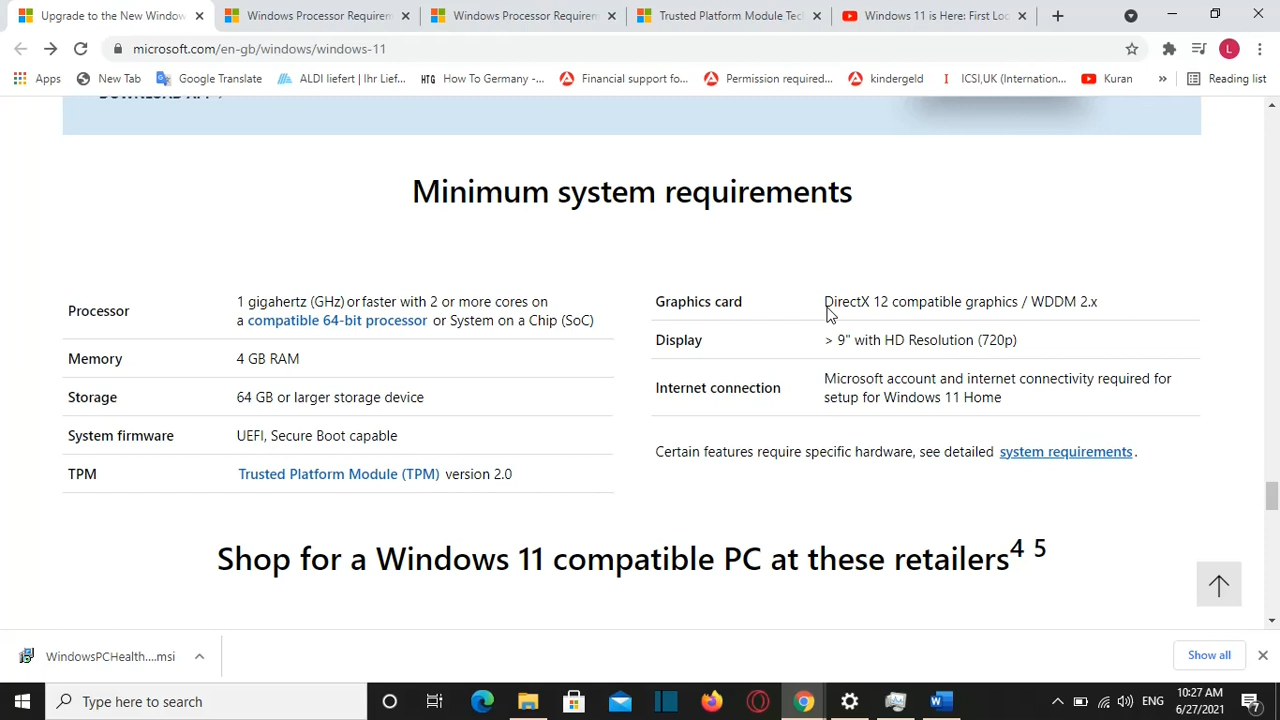 Upgrade to the New Window
Windows Processor Requirem
Windows Processor Requirem
Trusted Platform Module Tec
Windows 11 is Here: First Loo
microsoft.com/en-gb/windows/windows-11
L
Apps
New Tab
Google Translate
ALDI liefert | Ihr Lief...
HTG
How To Germany -...
Financial support fo...
Permission required...
kindergeld
ICSI,UK (Internation...
Kuran
»
Reading list
Minimum system requirements
Processor
1 gigahertz (GHz) or faster with 2 or more cores on
a compatible 64-bit processor or System on a Chip (SoC)
Memory
4 GB RAM
Storage
64 GB or larger storage device
System firmware
UEFI, Secure Boot capable
TPM
Trusted Platform Module (TPM) version 2.0
Graphics card
DirectX 12 compatible graphics / WDDM 2.x
Display
> 9" with HD Resolution (720p)
Internet connection
Microsoft account and internet connectivity required for
setup for Windows 11 Home
Certain features require specific hardware, see detailed system requirements.
Shop for a Windows 11 compatible PC at these retailers4 5
WindowsPCHealth....msi
Show all
Type here to search
ENG
10:27 AM
6/27/2021
7